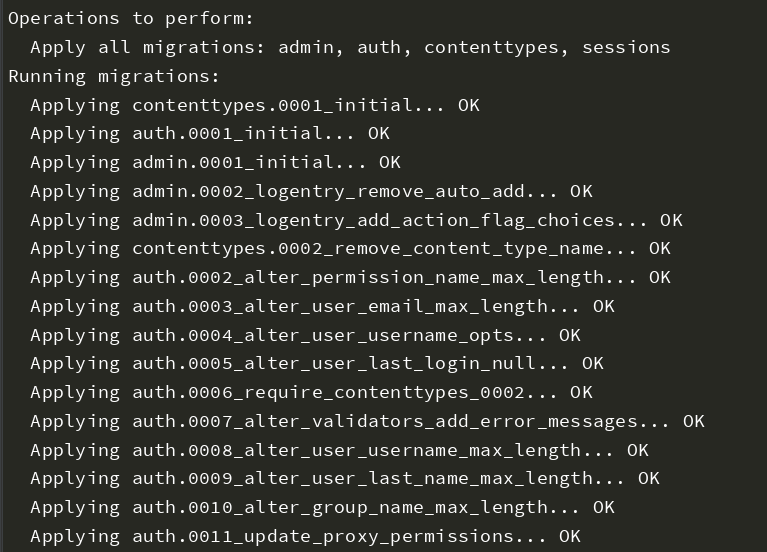 Operations to perform:
  Apply all migrations: admin, auth, contenttypes, sessions
Running migrations:
  Applying contenttypes.0001_initial... OK
  Applying auth.0001_initial... OK
  Applying admin.0001_initial... OK
  Applying admin.0002_logentry_remove_auto_add... OK
  Applying admin.0003_logentry_add_action_flag_choices... OK
  Applying contenttypes.0002_remove_content_type_name... OK
  Applying auth.0002_alter_permission_name_max_length... OK
  Applying auth.0003_alter_user_email_max_length... OK
  Applying auth.0004_alter_user_username_opts... OK
  Applying auth.0005_alter_user_last_login_null... OK
  Applying auth.0006_require_contenttypes_0002... OK
  Applying auth.0007_alter_validators_add_error_messages... OK
  Applying auth.0008_alter_user_username_max_length... OK
  Applying auth.0009_alter_user_last_name_max_length... OK
  Applying auth.0010_alter_group_name_max_length... OK
  Applying auth.0011_update_proxy_permissions... OK